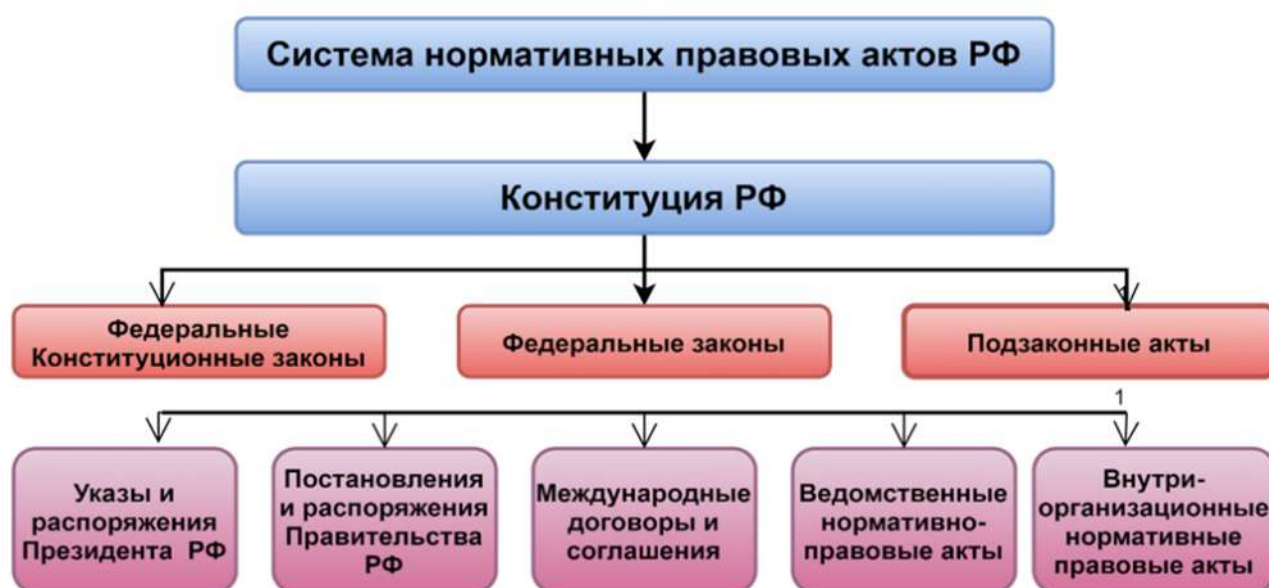 Система нормативных правовых актов РФ
Конституция РФ
Федеральные
Конституционные законы
Федеральные законы
Подзаконные акты
1
Указы и
распоряжения
Президента РФ
Постановления
и распоряжения
Правительства
РФ
Международные
договоры и
соглашения
Ведомственные
нормативно-
правовые акты
Внутри-
организационные
нормативные
правовые акты